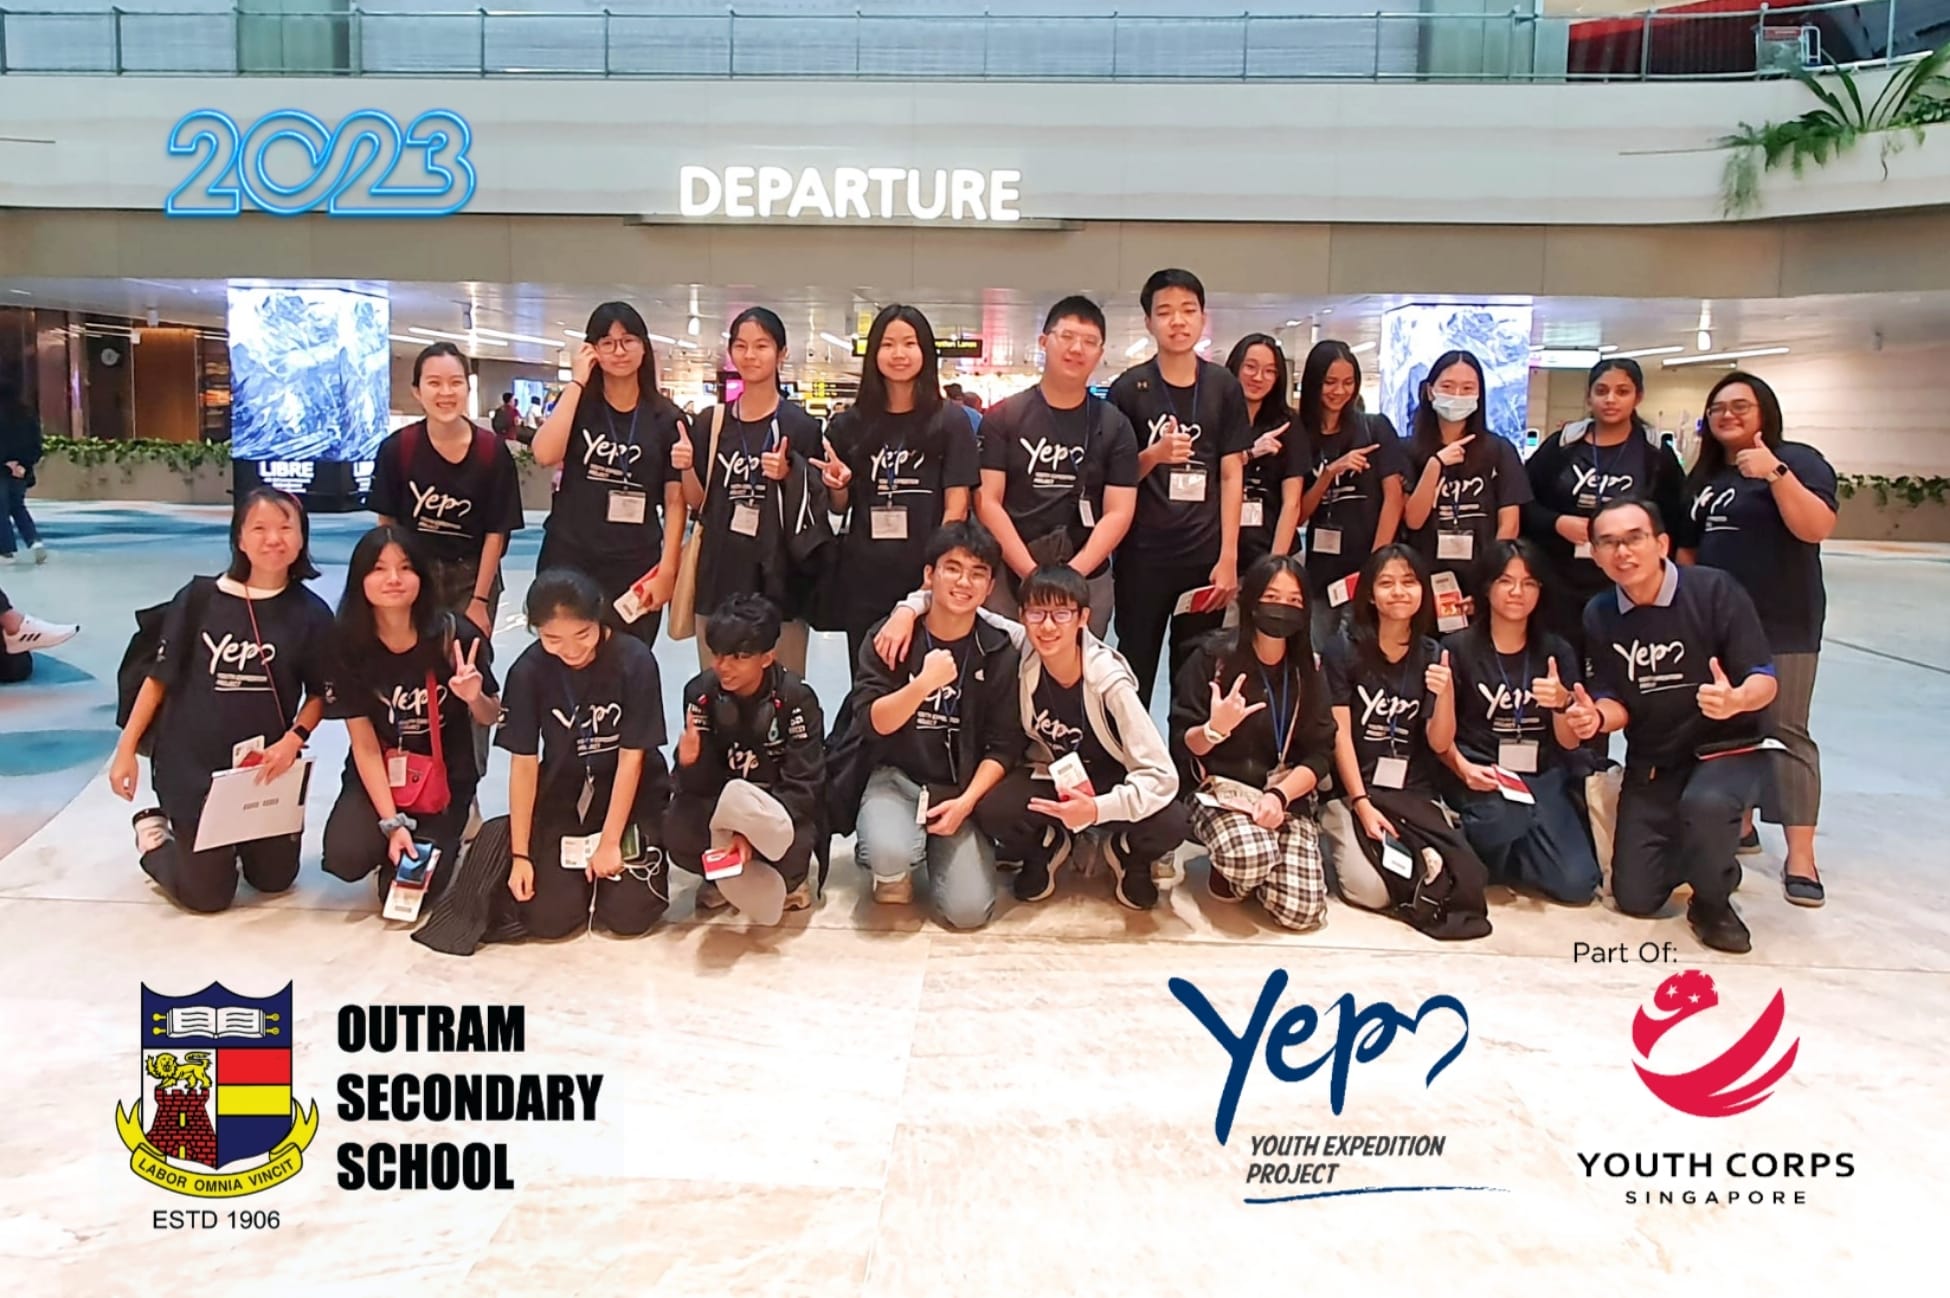 2023
DEPARTURE
LIBRE
Yep
YOUTH EXPEDITION
PROJECT
OUTRAM
SECONDARY
SCHOOL
LABOR OMNIA VINCIT
ESTD 1906
Yep
YOUTH EXPEDITION
PROJECT
Part Of:
YOUTH CORPS
SINGAPORE